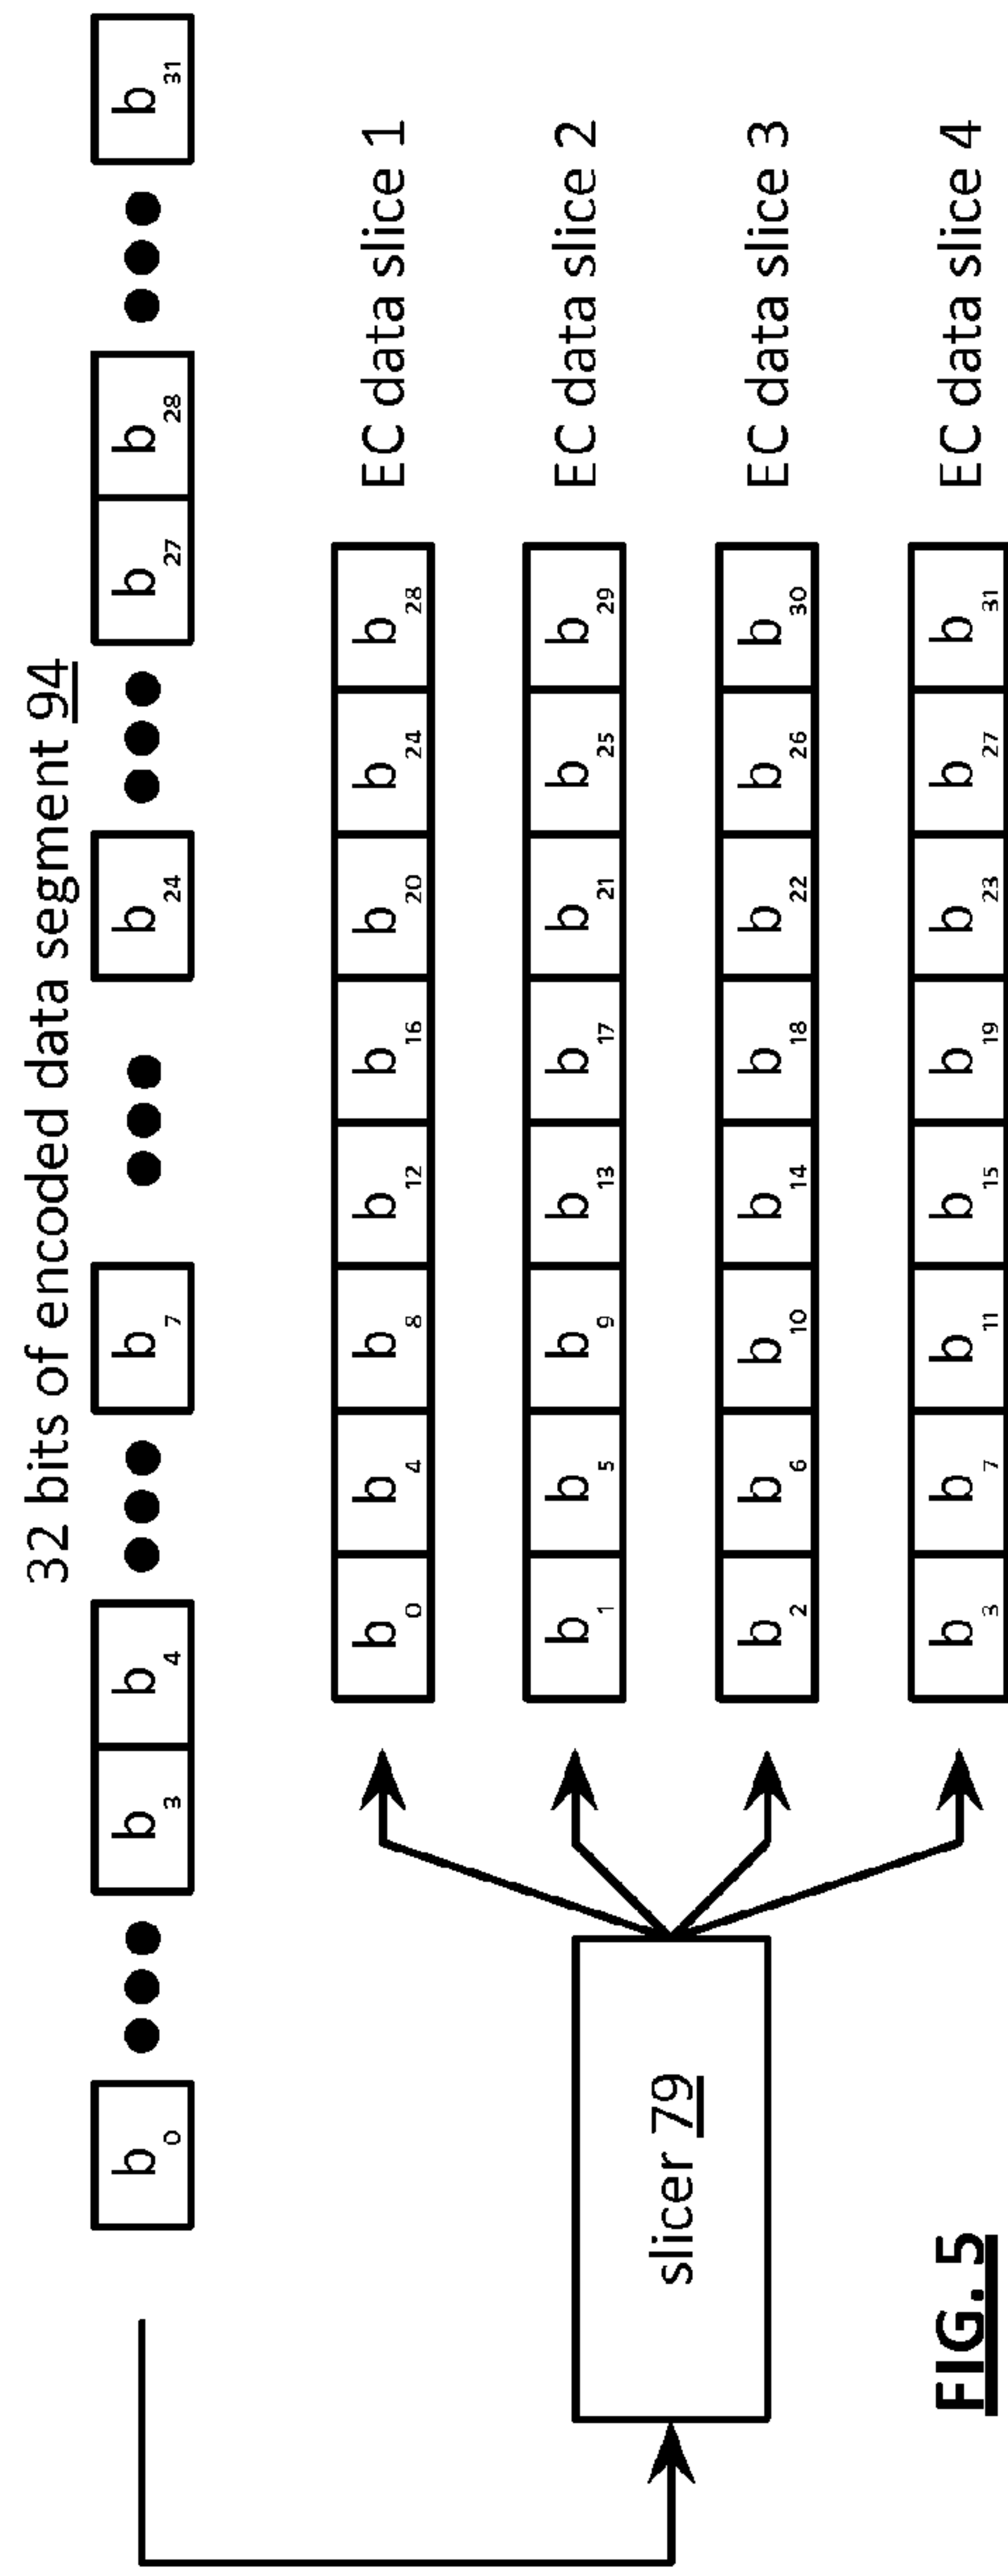 32 bits of encoded data segment 94
b0 ●●● b3 b4 ●●● b7 ●●● b24 ●●● b27 b28 ●●● b31
b0 b4 b8 b12 b16 b20 b24 b28 EC data slice 1
b1 b5 b9 b13 b17 b21 b25 b29 EC data slice 2
slicer 79
b2 b6 b10 b14 b18 b22 b26 b30 EC data slice 3
b3 b7 b11 b15 b19 b23 b27 b31 EC data slice 4
FIG. 5